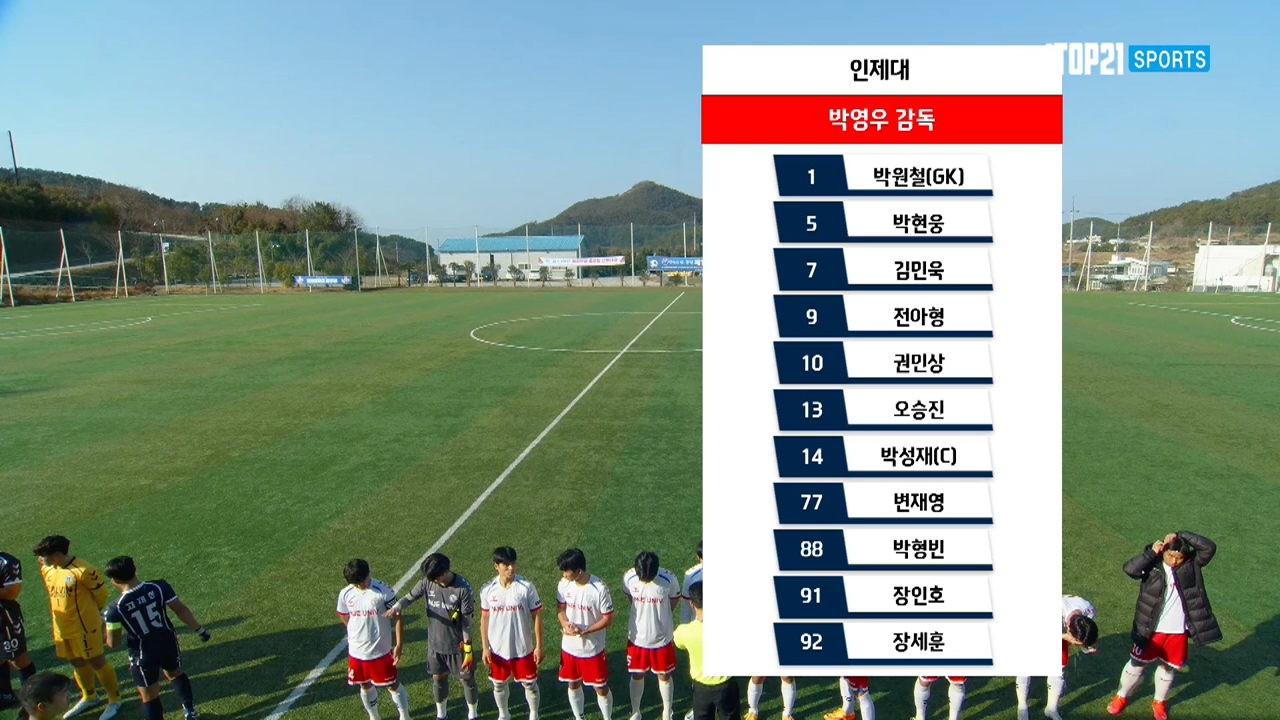 TOP21 SPORTS
인제대
박영우 감독
1 박원철(GK)
5 박현웅
7 김민욱
9 전아형
10 권민상
13 오승진
14 박성재(C)
77 변재영
88 박형빈
91 장인호
92 장세훈
15